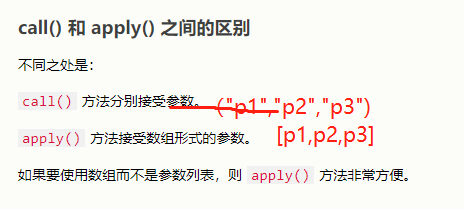 call() 和 apply() 之间的区别
不同之处是：
call() 方法分别接受参数。 ("p1","p2","p3")
apply() 方法接受数组形式的参数。 [p1,p2,p3]
如果要使用数组而不是参数列表，则 apply() 方法非常方便。